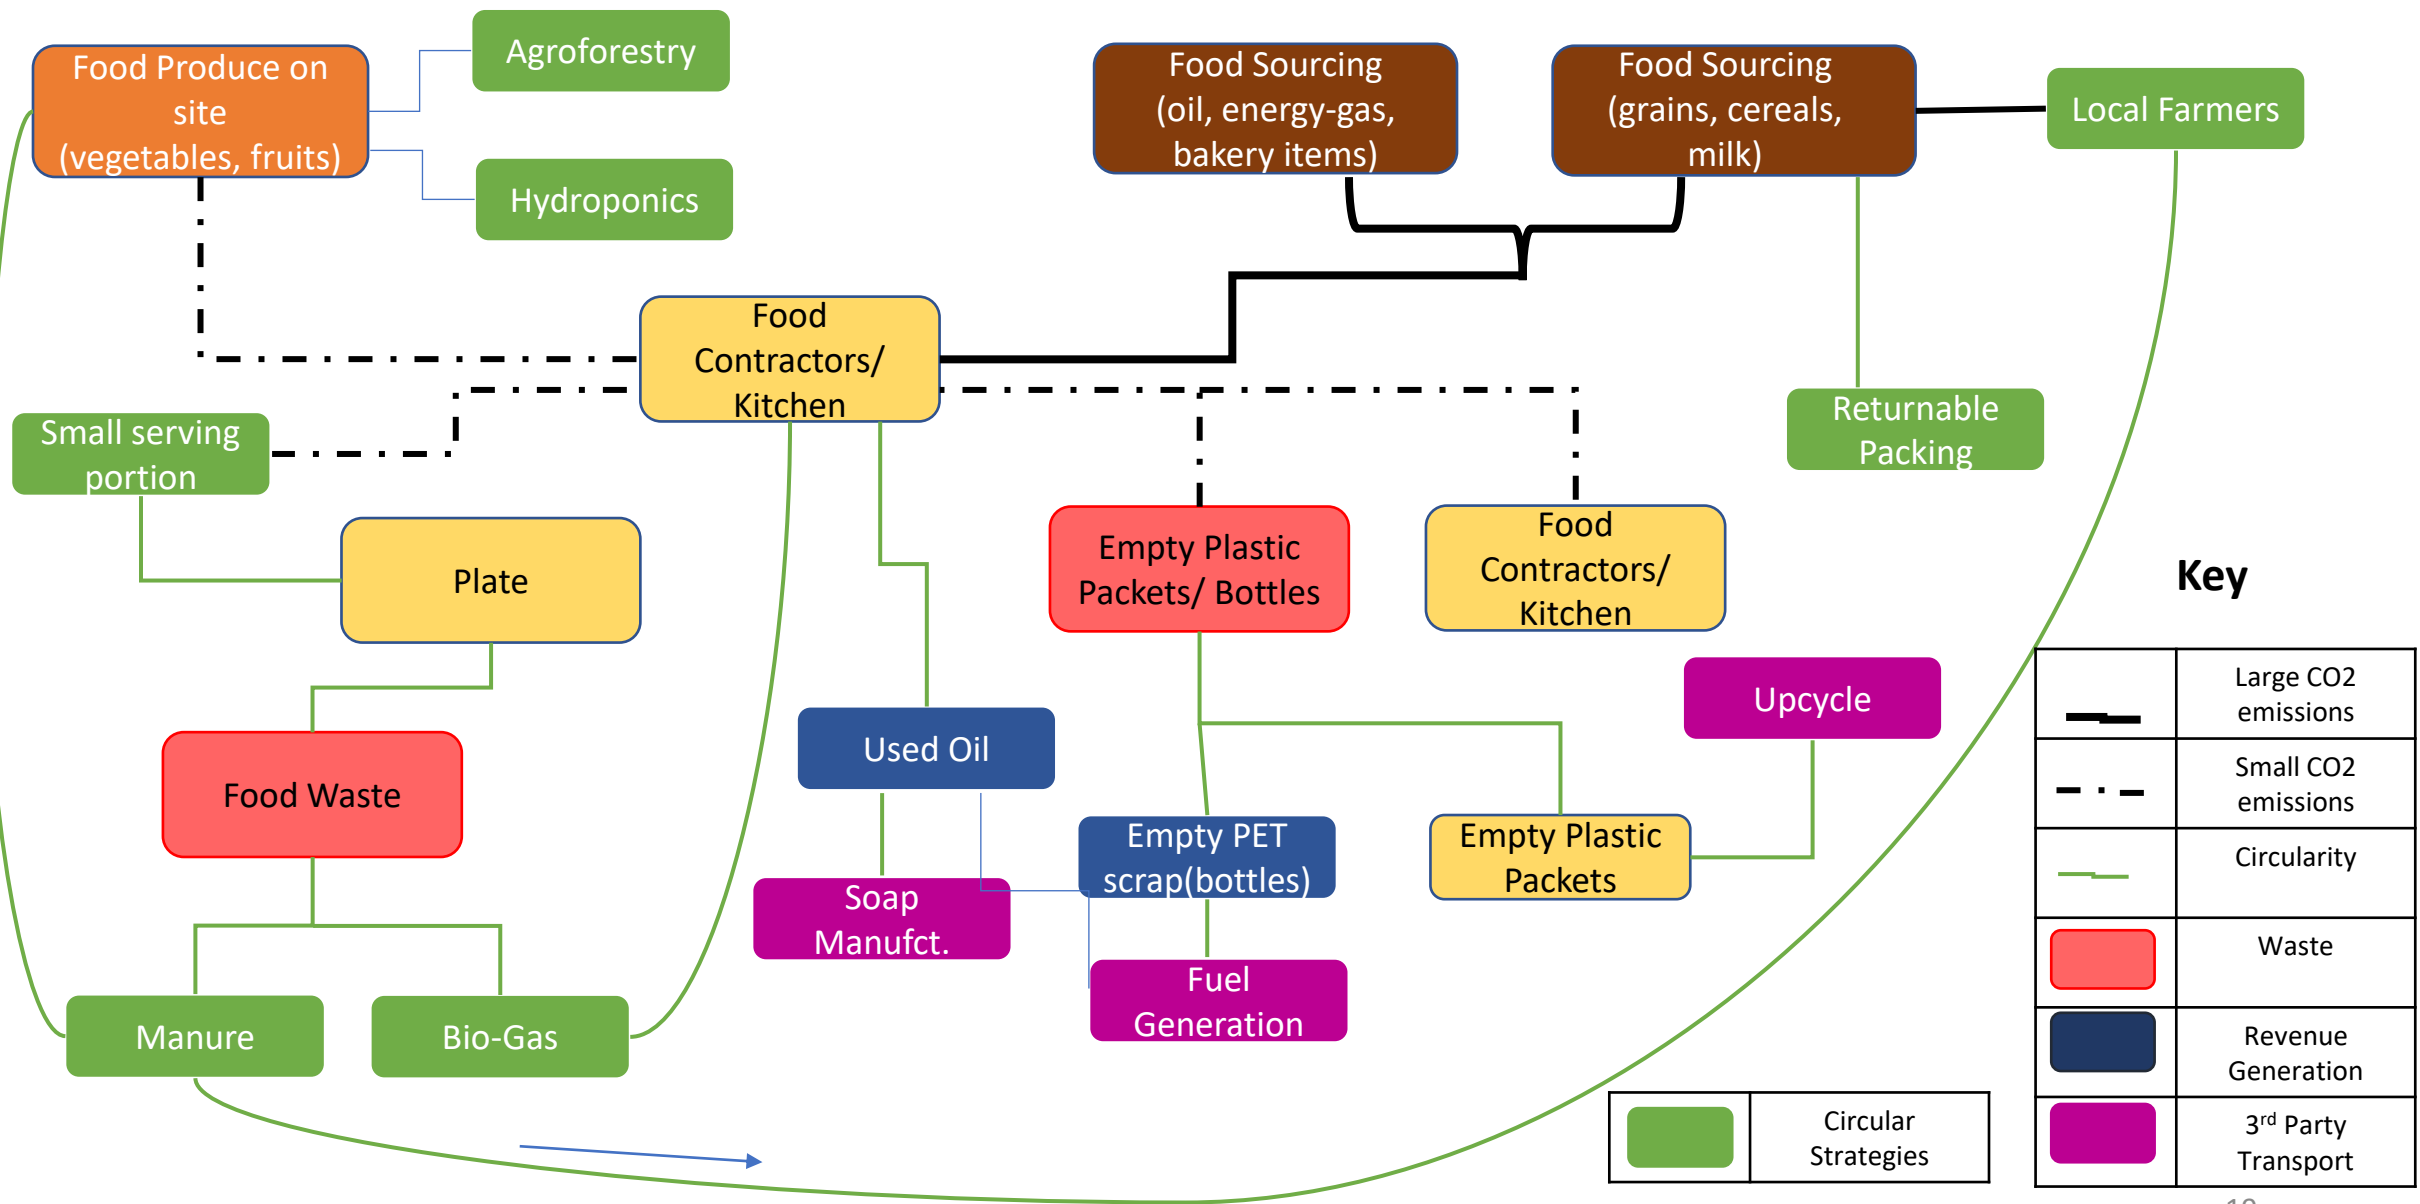 Agroforestry
Food Produce on
site
(vegetables, fruits)
Hydroponics
Food Sourcing
(oil, energy-gas,
bakery items)
Food Sourcing
(grains, cereals,
milk)
Local Farmers
Food
Contractors/
Kitchen
Small serving
portion
Returnable
Packing
Plate
Empty Plastic
Packets/ Bottles
Food
Contractors/
Kitchen
Food Waste
Used Oil
Upcycle
Empty PET
scrap(bottles)
Empty Plastic
Packets
Soap
Manufct.
Fuel
Generation
Manure
Bio-Gas
Key
Large CO2
emissions
Small CO2
emissions
Circularity
Waste
Revenue
Generation
3rd Party
Transport
Circular
Strategies